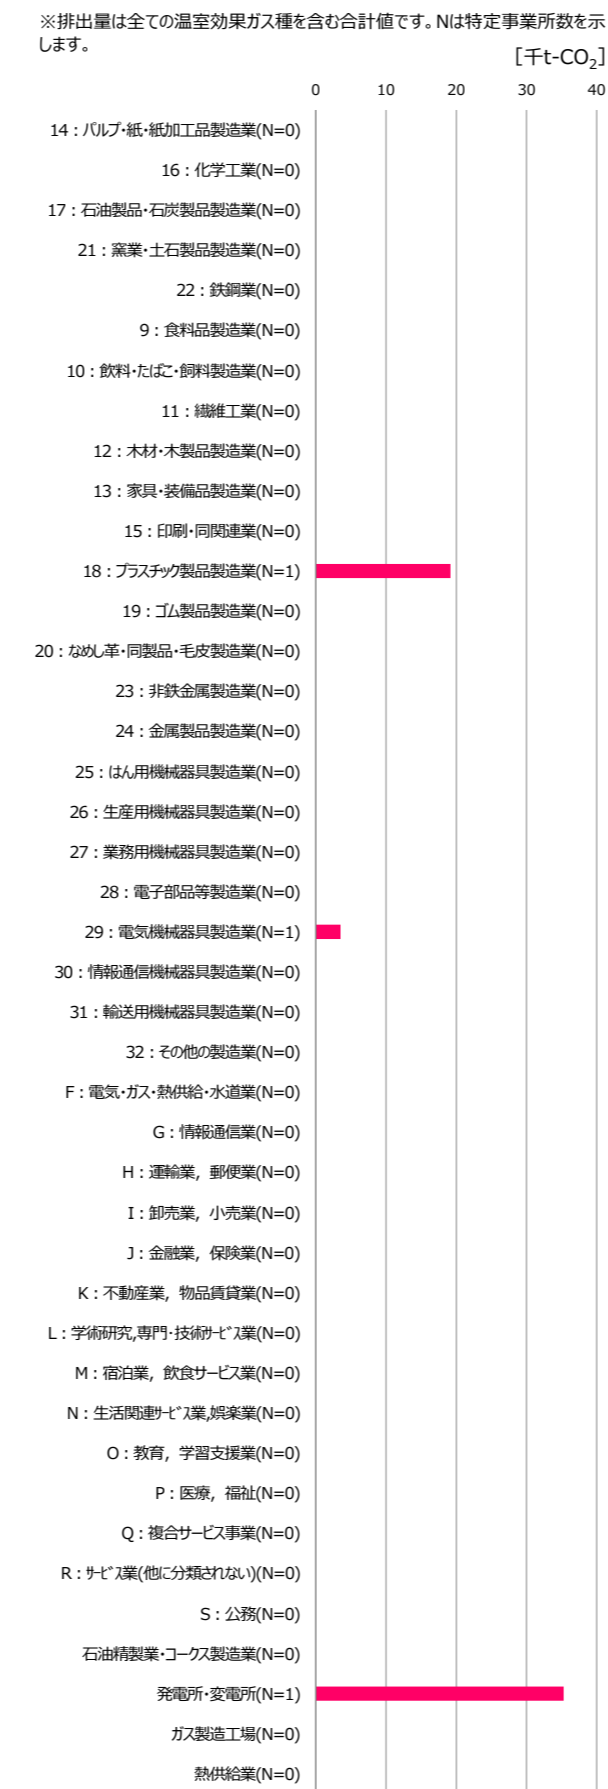 ※排出量は全ての温室効果ガス種を含む合計値です。Nは特定事業所数を示
します。
[千t-CO₂]
0 10 20 30 40
14：パルプ・紙・紙加工品製造業(N=0)
16：化学工業(N=0)
17：石油製品・石炭製品製造業(N=0)
21：窯業・土石製品製造業(N=0)
22：鉄鋼業(N=0)
9：食料品製造業(N=0)
10：飲料・たばこ・飼料製造業(N=0)
11：繊維工業(N=0)
12：木材・木製品製造業(N=0)
13：家具・装備品製造業(N=0)
15：印刷・同関連業(N=0)
18：プラスチック製品製造業(N=1)
19：ゴム製品製造業(N=0)
20：なめし革・同製品・毛皮製造業(N=0)
23：非鉄金属製造業(N=0)
24：金属製品製造業(N=0)
25：はん用機械器具製造業(N=0)
26：生産用機械器具製造業(N=0)
27：業務用機械器具製造業(N=0)
28：電子部品等製造業(N=0)
29：電気機械器具製造業(N=1)
30：情報通信機械器具製造業(N=0)
31：輸送用機械器具製造業(N=0)
32：その他の製造業(N=0)
F：電気・ガス・熱供給・水道業(N=0)
G：情報通信業(N=0)
H：運輸業，郵便業(N=0)
I：卸売業，小売業(N=0)
J：金融業，保険業(N=0)
K：不動産業，物品賃貸業(N=0)
L：学術研究,専門・技術ｻｰﾋﾞｽ業(N=0)
M：宿泊業，飲食サービス業(N=0)
N：生活関連ｻｰﾋﾞｽ業,娯楽業(N=0)
O：教育，学習支援業(N=0)
P：医療，福祉(N=0)
Q：複合サービス事業(N=0)
R：ｻｰﾋﾞｽ業(他に分類されない)(N=0)
S：公務(N=0)
石油精製業・コークス製造業(N=0)
発電所・変電所(N=1)
ガス製造工場(N=0)
熱供給業(N=0)